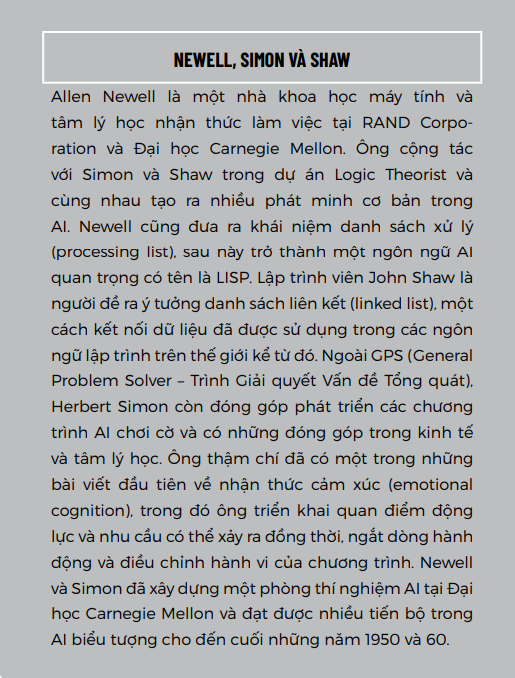 NEWELL, SIMON VÀ SHAW
Allen Newell là một nhà khoa học máy tính và
tâm lý học nhận thức làm việc tại RAND Corpo-
ration và Đại học Carnegie Mellon. Ông cộng tác
với Simon và Shaw trong dự án Logic Theorist và
cùng nhau tạo ra nhiều phát minh cơ bản trong
AI. Newell cũng đưa ra khái niệm danh sách xử lý
(processing list), sau này trở thành một ngôn ngữ AI
quan trọng có tên là LISP. Lập trình viên John Shaw là
người đề ra ý tưởng danh sách liên kết (linked list), một
cách kết nối dữ liệu đã được sử dụng trong các ngôn
ngữ lập trình trên thế giới kể từ đó. Ngoài GPS (General
Problem Solver – Trình Giải quyết Vấn đề Tổng quát),
Herbert Simon còn đóng góp phát triển các chương
trình AI chơi cờ và có những đóng góp trong kinh tế
và tâm lý học. Ông thậm chí đã có một trong những
bài viết đầu tiên về nhận thức cảm xúc (emotional
cognition), trong đó ông triển khai quan điểm động
lực và nhu cầu có thể xảy ra đồng thời, ngắt dòng hành
động và điều chỉnh hành vi của chương trình. Newell
và Simon đã xây dựng một phòng thí nghiệm AI tại Đại
học Carnegie Mellon và đạt được nhiều tiến bộ trong
AI biểu tượng cho đến cuối những năm 1950 và 60.